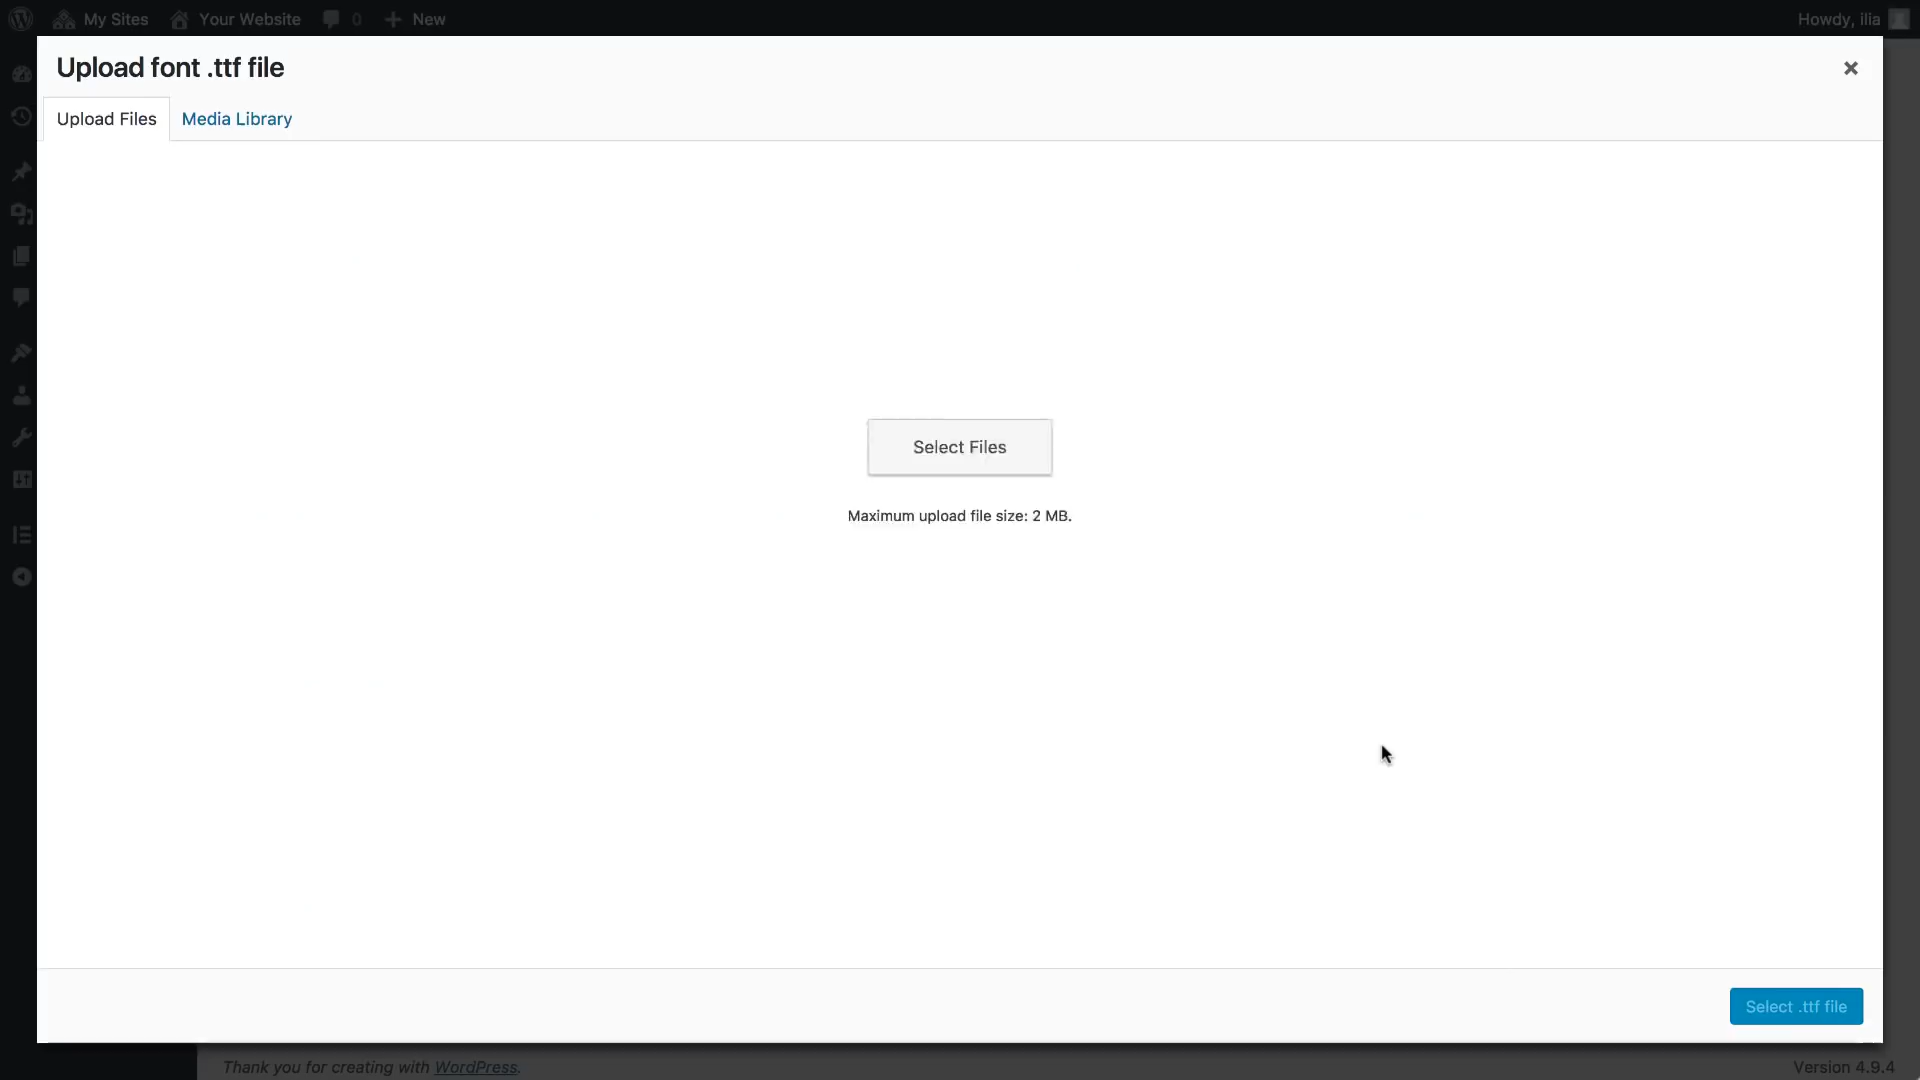 My Sites Your Website 0 New Howdy, ilia
Upload font .ttf file
Upload Files Media Library
Select Files
Maximum upload file size: 2 MB.
Select .ttf file
Thank you for creating with WordPress. Version 4.9.4